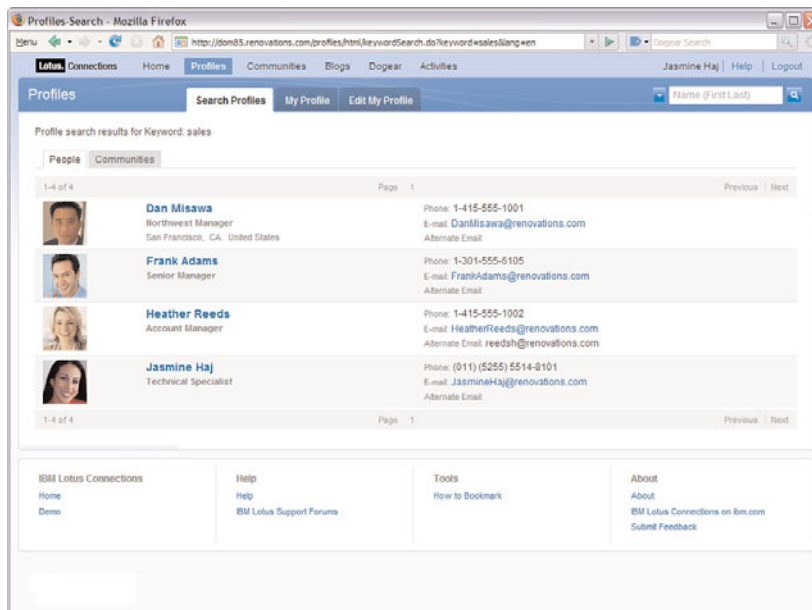 Profiles-Search - Mozilla Firefox
Menu http://dom85.renovations.com/profiles/html/keywordSearch.do?keyword=sales&lang=en Dogear Search
Lotus. Connections Home Profiles Communities Blogs Dogear Activities Jasmine Haj | Help | Logout
Profiles Search Profiles My Profile Edit My Profile Name (First Last)
Profile search results for Keyword: sales
People Communities
1-4 of 4 Page 1 Previous | Next
Dan Misawa Phone: 1-415-555-1001
Northwest Manager E-mail: DanMisawa@renovations.com
San Francisco, CA. United States Alternate Email:
Frank Adams Phone: 1-301-555-6105
Senior Manager E-mail: FrankAdams@renovations.com
Alternate Email:
Heather Reeds Phone: 1-415-555-1002
Account Manager E-mail: HeatherReeds@renovations.com
Alternate Email: reedsh@renovations.com
Jasmine Haj Phone: (011) (5255) 5514-8101
Technical Specialist E-mail: JasmineHaj@renovations.com
Alternate Email:
1-4 of 4 Page 1 Previous | Next
IBM Lotus Connections Help Tools About
Home Help How to Bookmark About
Demo IBM Lotus Support Forums IBM Lotus Connections on ibm.com
Submit Feedback